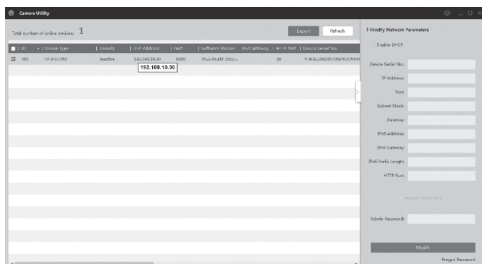 Camera Utility
Total number of online devices: 1
Export
Refresh
ID
Device Type
Security
IPv4 Address
Port
Software Version
IPv4 Gateway
HTTP Port
Device Serial No.
192.168.10.30
Modify Network Parameters
Enable DHCP
Device Serial No.:
IP Address:
Port:
Subnet Mask:
Gateway:
IPv6 Address:
IPv6 Gateway:
IPv6 Prefix Length:
HTTP Port:
Admin Password:
Modify
Forgot Password